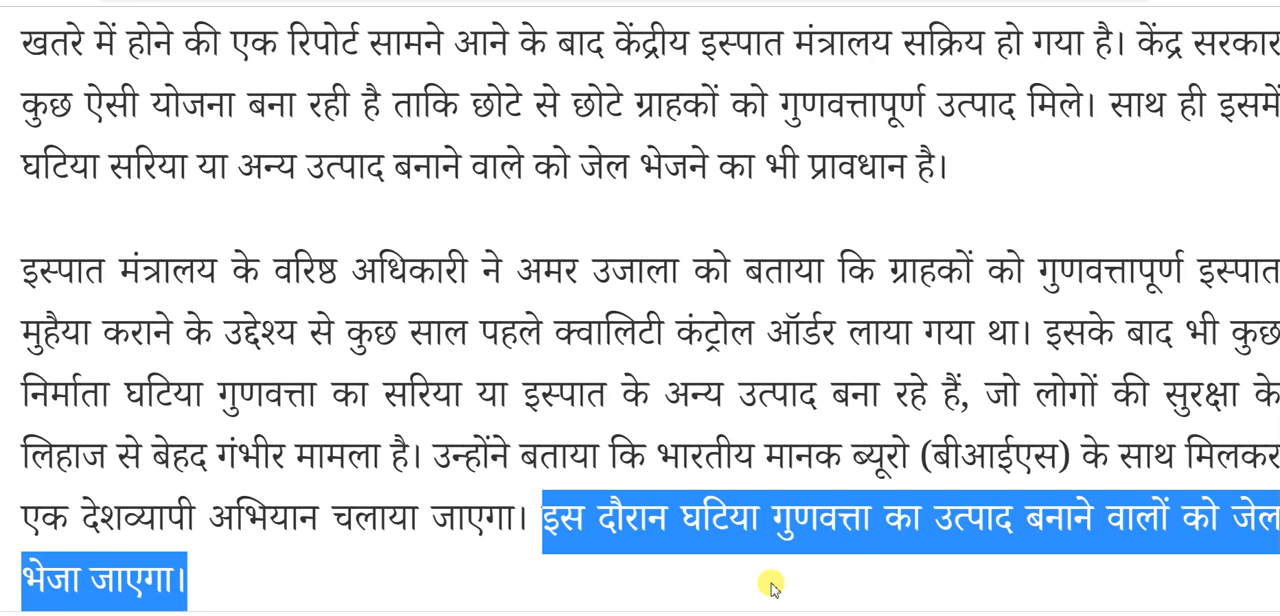 खतरे में होने की एक रिपोर्ट सामने आने के बाद केंद्रीय इस्पात मंत्रालय सक्रिय हो गया है। केंद्र सरकार
कुछ ऐसी योजना बना रही है ताकि छोटे से छोटे ग्राहकों को गुणवत्तापूर्ण उत्पाद मिले। साथ ही इसमें
घटिया सरिया या अन्य उत्पाद बनाने वाले को जेल भेजने का भी प्रावधान है।
इस्पात मंत्रालय के वरिष्ठ अधिकारी ने अमर उजाला को बताया कि ग्राहकों को गुणवत्तापूर्ण इस्पात
मुहैया कराने के उद्देश्य से कुछ साल पहले क्वालिटी कंट्रोल ऑर्डर लाया गया था। इसके बाद भी कुछ
निर्माता घटिया गुणवत्ता का सरिया या इस्पात के अन्य उत्पाद बना रहे हैं, जो लोगों की सुरक्षा के
लिहाज से बेहद गंभीर मामला है। उन्होंने बताया कि भारतीय मानक ब्यूरो (बीआईएस) के साथ मिलकर
एक देशव्यापी अभियान चलाया जाएगा। इस दौरान घटिया गुणवत्ता का उत्पाद बनाने वालों को जेल
भेजा जाएगा।